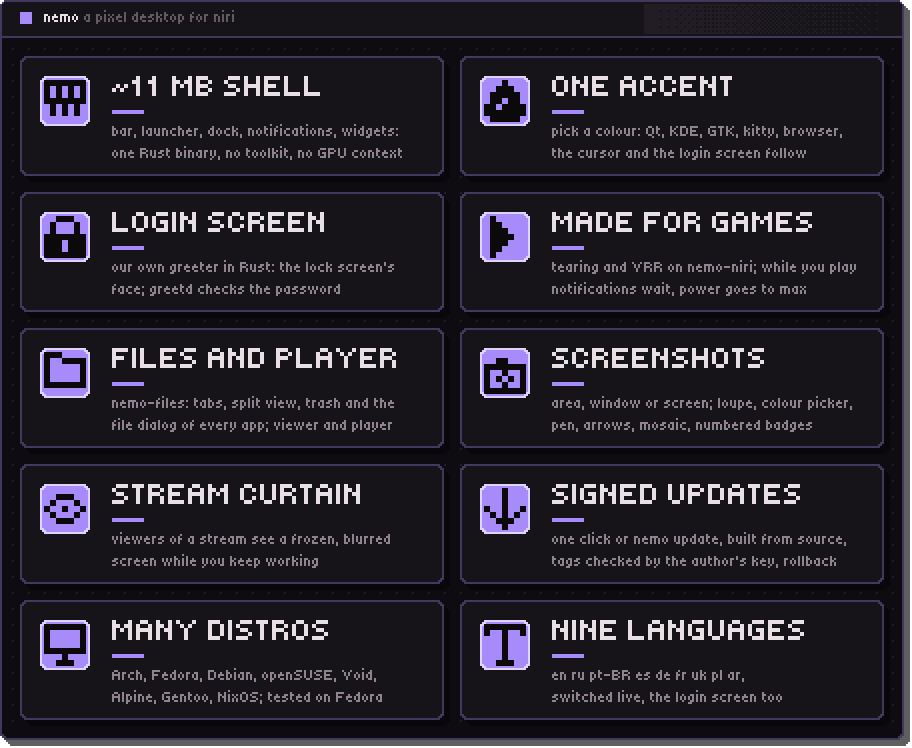 nemo a pixel desktop for niri
~11 MB SHELL
bar, launcher, dock, notifications, widgets:
one Rust binary, no toolkit, no GPU context
ONE ACCENT
pick a colour: Qt, KDE, GTK, kitty, browser,
the cursor and the login screen follow
LOGIN SCREEN
our own greeter in Rust: the lock screen's
face; greetd checks the password
MADE FOR GAMES
tearing and VRR on nemo-niri; while you play
notifications wait, power goes to max
FILES AND PLAYER
nemo-files: tabs, split view, trash and the
file dialog of every app; viewer and player
SCREENSHOTS
area, window or screen; loupe, colour picker,
pen, arrows, mosaic, numbered badges
STREAM CURTAIN
viewers of a stream see a frozen, blurred
screen while you keep working
SIGNED UPDATES
one click or nemo update, built from source,
tags checked by the author's key, rollback
MANY DISTROS
Arch, Fedora, Debian, openSUSE, Void,
Alpine, Gentoo, NixOS; tested on Fedora
NINE LANGUAGES
en ru pt-BR es de fr uk pl ar,
switched live, the login screen too